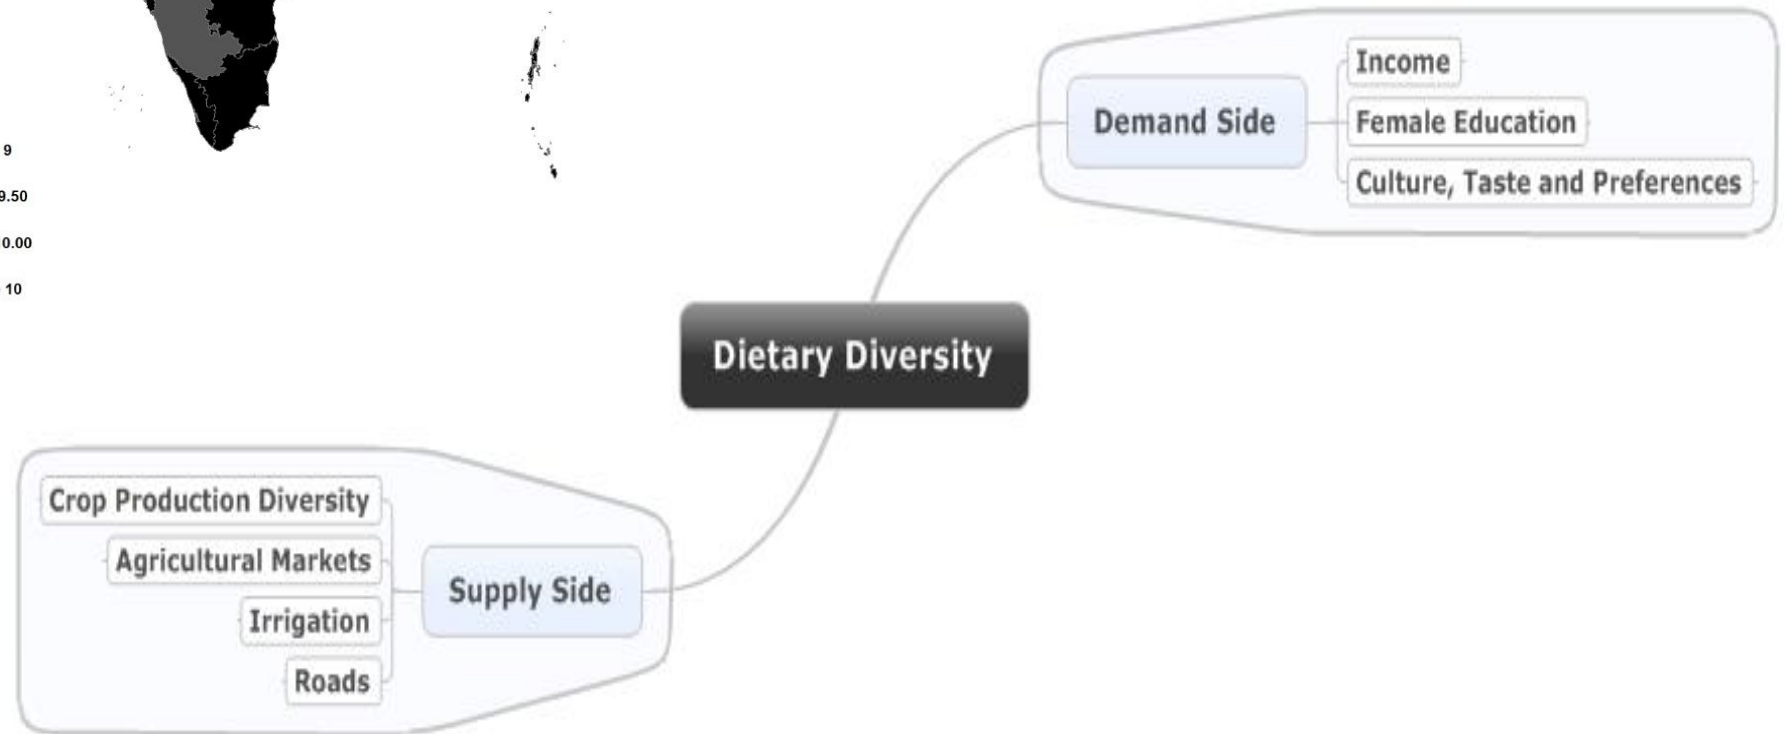 9
9.50
0.00
10
Income
Demand Side
Female Education
Culture, Taste and Preferences
Dietary Diversity
Crop Production Diversity
Agricultural Markets
Supply Side
Irrigation
Roads